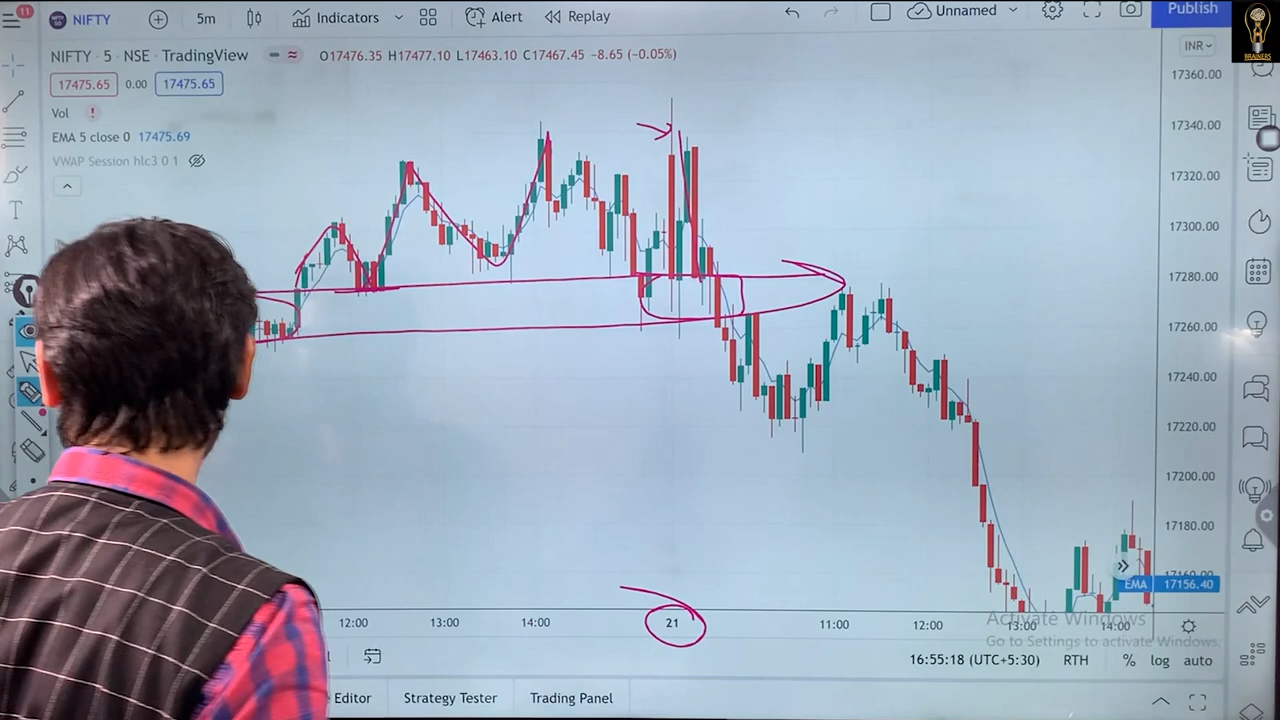 11
NIFTY
5m
Indicators
Alert
Replay
Unnamed
Publish
BRAINERS
NIFTY · 5 · NSE · TradingView
O17476.35 H17477.10 L17463.10 C17467.45 -8.65 (-0.05%)
INR
17475.65 0.00 17475.65
Vol
EMA 5 close 0 17475.69
VWAP Session hlc3 0 1
17360.00
17340.00
17320.00
17300.00
17280.00
17260.00
17240.00
17220.00
17200.00
17180.00
EMA 17156.40
12:00 13:00 14:00 21 11:00 12:00 13:00 14:00
Activate Windows
Go to Settings to activate Windows.
16:55:18 (UTC+5:30) RTH % log auto
Editor Strategy Tester Trading Panel